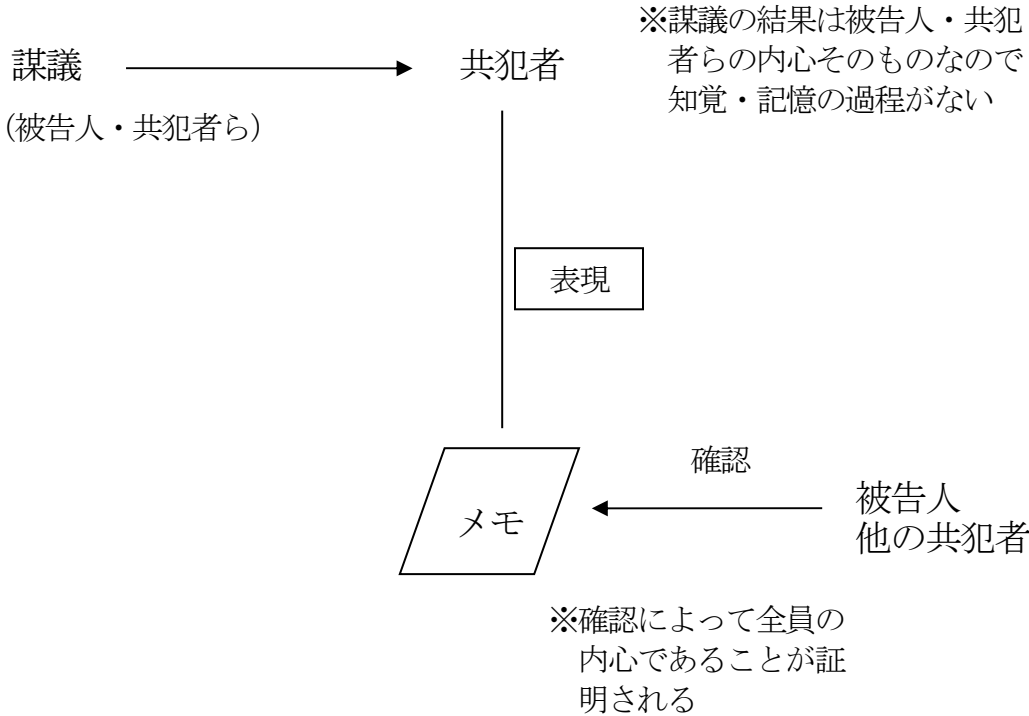 ※謀議の結果は被告人・共犯
者らの内心そのものなので
知覚・記憶の過程がない
謀議
共犯者
(被告人・共犯者ら)
表現
メモ
確認
被告人
他の共犯者
※確認によって全員の
内心であることが証
明される